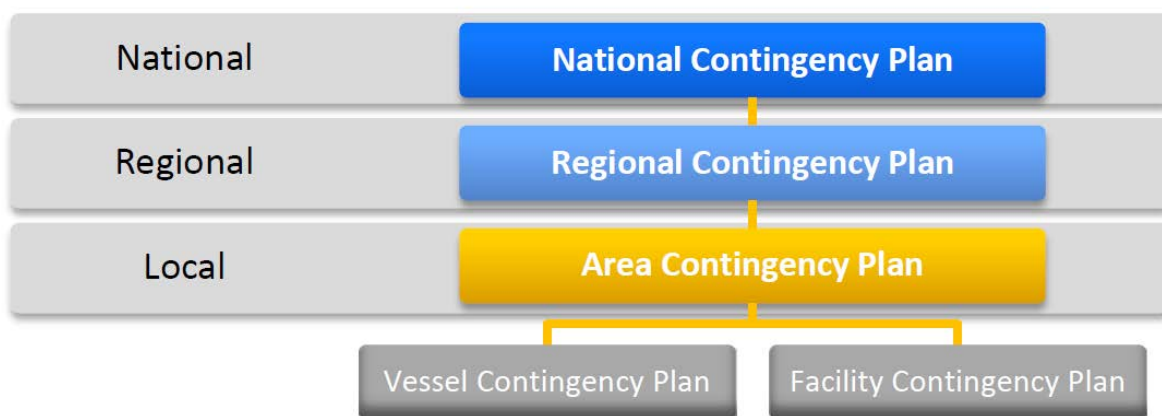 National
National Contingency Plan
Regional
Regional Contingency Plan
Local
Area Contingency Plan
Vessel Contingency Plan
Facility Contingency Plan